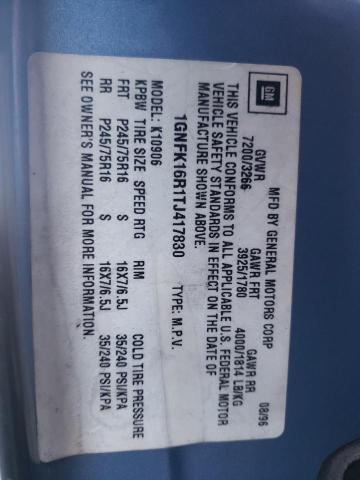 GM
MFD BY GENERAL MOTORS CORP 08/96
GVWR GAWR FRT GAWR RR
7200/3266 3925/1780 4000/1814 LB/KG
THIS VEHICLE CONFORMS TO ALL APPLICABLE U.S. FEDERAL MOTOR
VEHICLE SAFETY STANDARDS IN EFFECT ON THE DATE OF
MANUFACTURE SHOWN ABOVE.
1GNFK16R1TJ417830 TYPE: M.P.V.
MODEL: K10906
KPBW TIRE SIZE SPEED RTG RIM COLD TIRE PRESSURE
FRT P245/75R16 S 16X7/6.5J 35/240 PSI/KPA
RR P245/75R16 S 16X7/6.5J 35/240 PSI/KPA
SEE OWNER'S MANUAL FOR MORE INFORMATION.